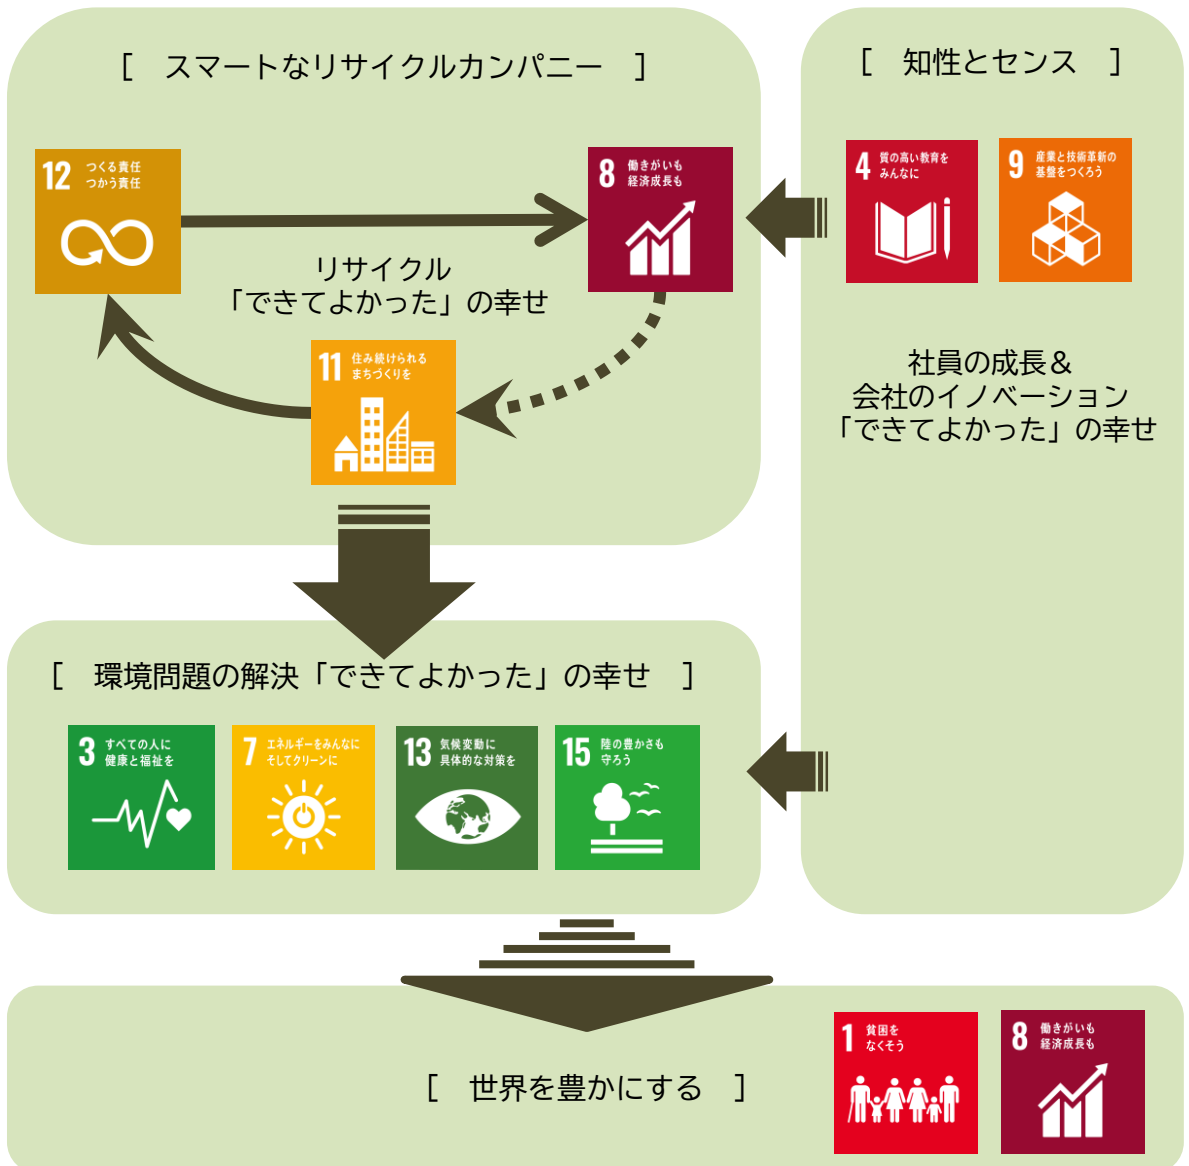 [ スマートなリサイクルカンパニー ]
12 つくる責任
つかう責任
8 働きがいも
経済成長も
リサイクル
「できてよかった」の幸せ
11 住み続けられる
まちづくりを
[ 知性とセンス ]
4 質の高い教育を
みんなに
9 産業と技術革新の
基盤をつくろう
社員の成長＆
会社のイノベーション
「できてよかった」の幸せ
[ 環境問題の解決「できてよかった」の幸せ ]
3 すべての人に
健康と福祉を
7 エネルギーをみんなに
そしてクリーンに
13 気候変動に
具体的な対策を
15 陸の豊かさも
守ろう
[ 世界を豊かにする ]
1 貧困を
なくそう
8 働きがいも
経済成長も